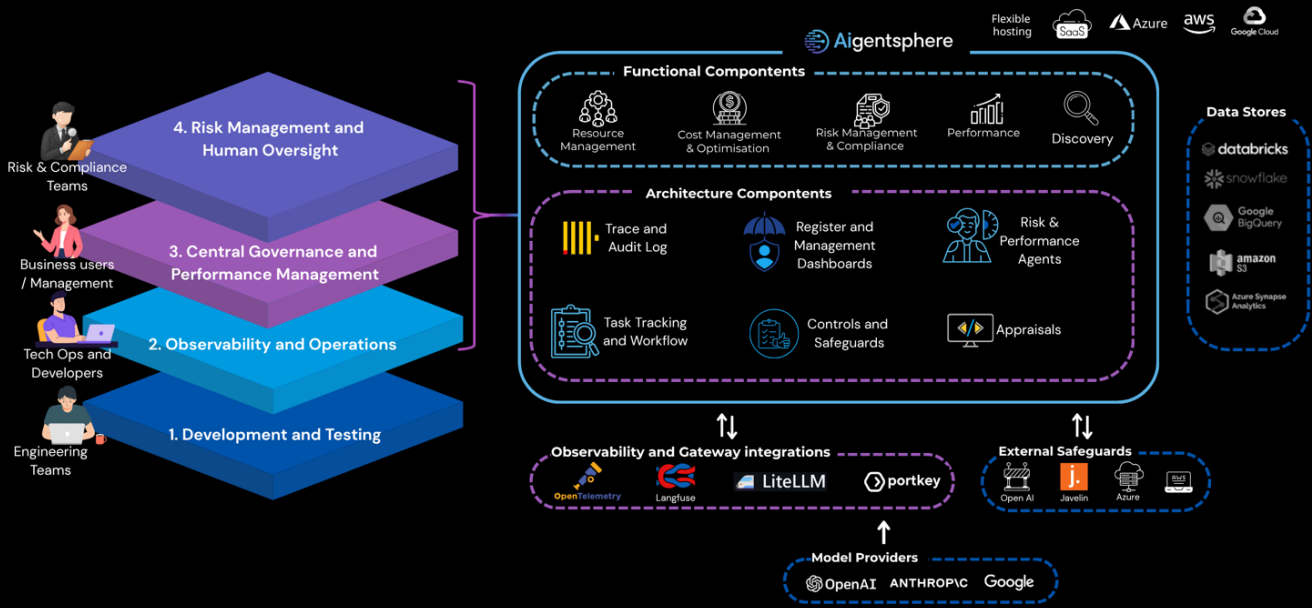 Flexible
hosting
SaaS
Azure
aws
Google Cloud
Aigentsphere
Functional Compontents
Resource
Management
Cost Management
& Optimisation
Risk Management
& Compliance
Performance
Discovery
Architecture Components
Trace and
Audit Log
Register and
Management
Dashboards
Risk &
Performance
Agents
Task Tracking
and Workflow
Controls and
Safeguards
Appraisals
4. Risk Management and
Human Oversight
Risk & Compliance
Teams
3. Central Governance and
Performance Management
Business users
/ Management
2. Observability and Operations
Tech Ops and
Developers
1. Development and Testing
Engineering
Teams
Data Stores
databricks
snowflake
Google
BigQuery
amazon
S3
Azure Synapse
Analytics
Observability and Gateway integrations
OpenTelemetry
Langfuse
LiteLLM
portkey
External Safeguards
Open AI
j.
Javelin
Azure
AWS
Model Providers
OpenAI
ANTHROP\C
Google